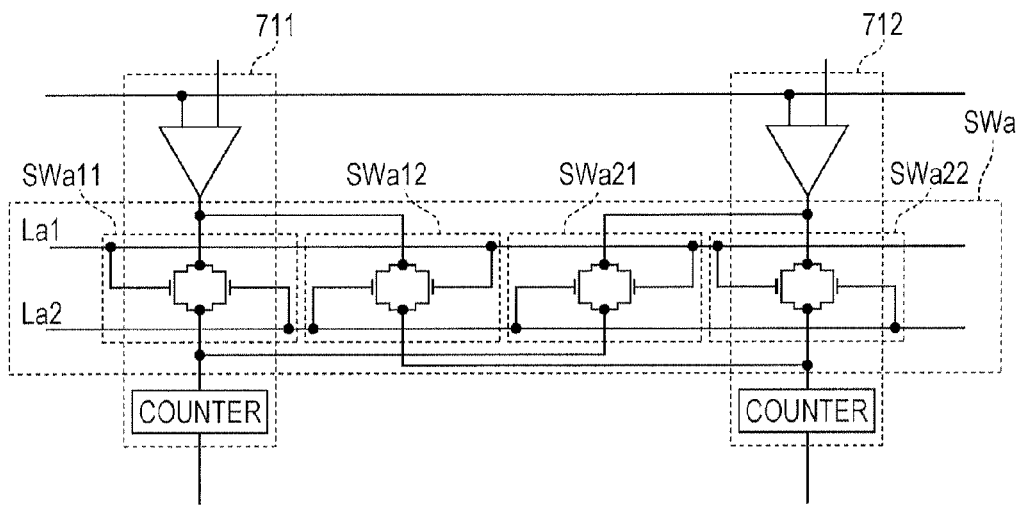 711
712
SWa
SWa11
SWa12
SWa21
SWa22
La1
La2
COUNTER
COUNTER